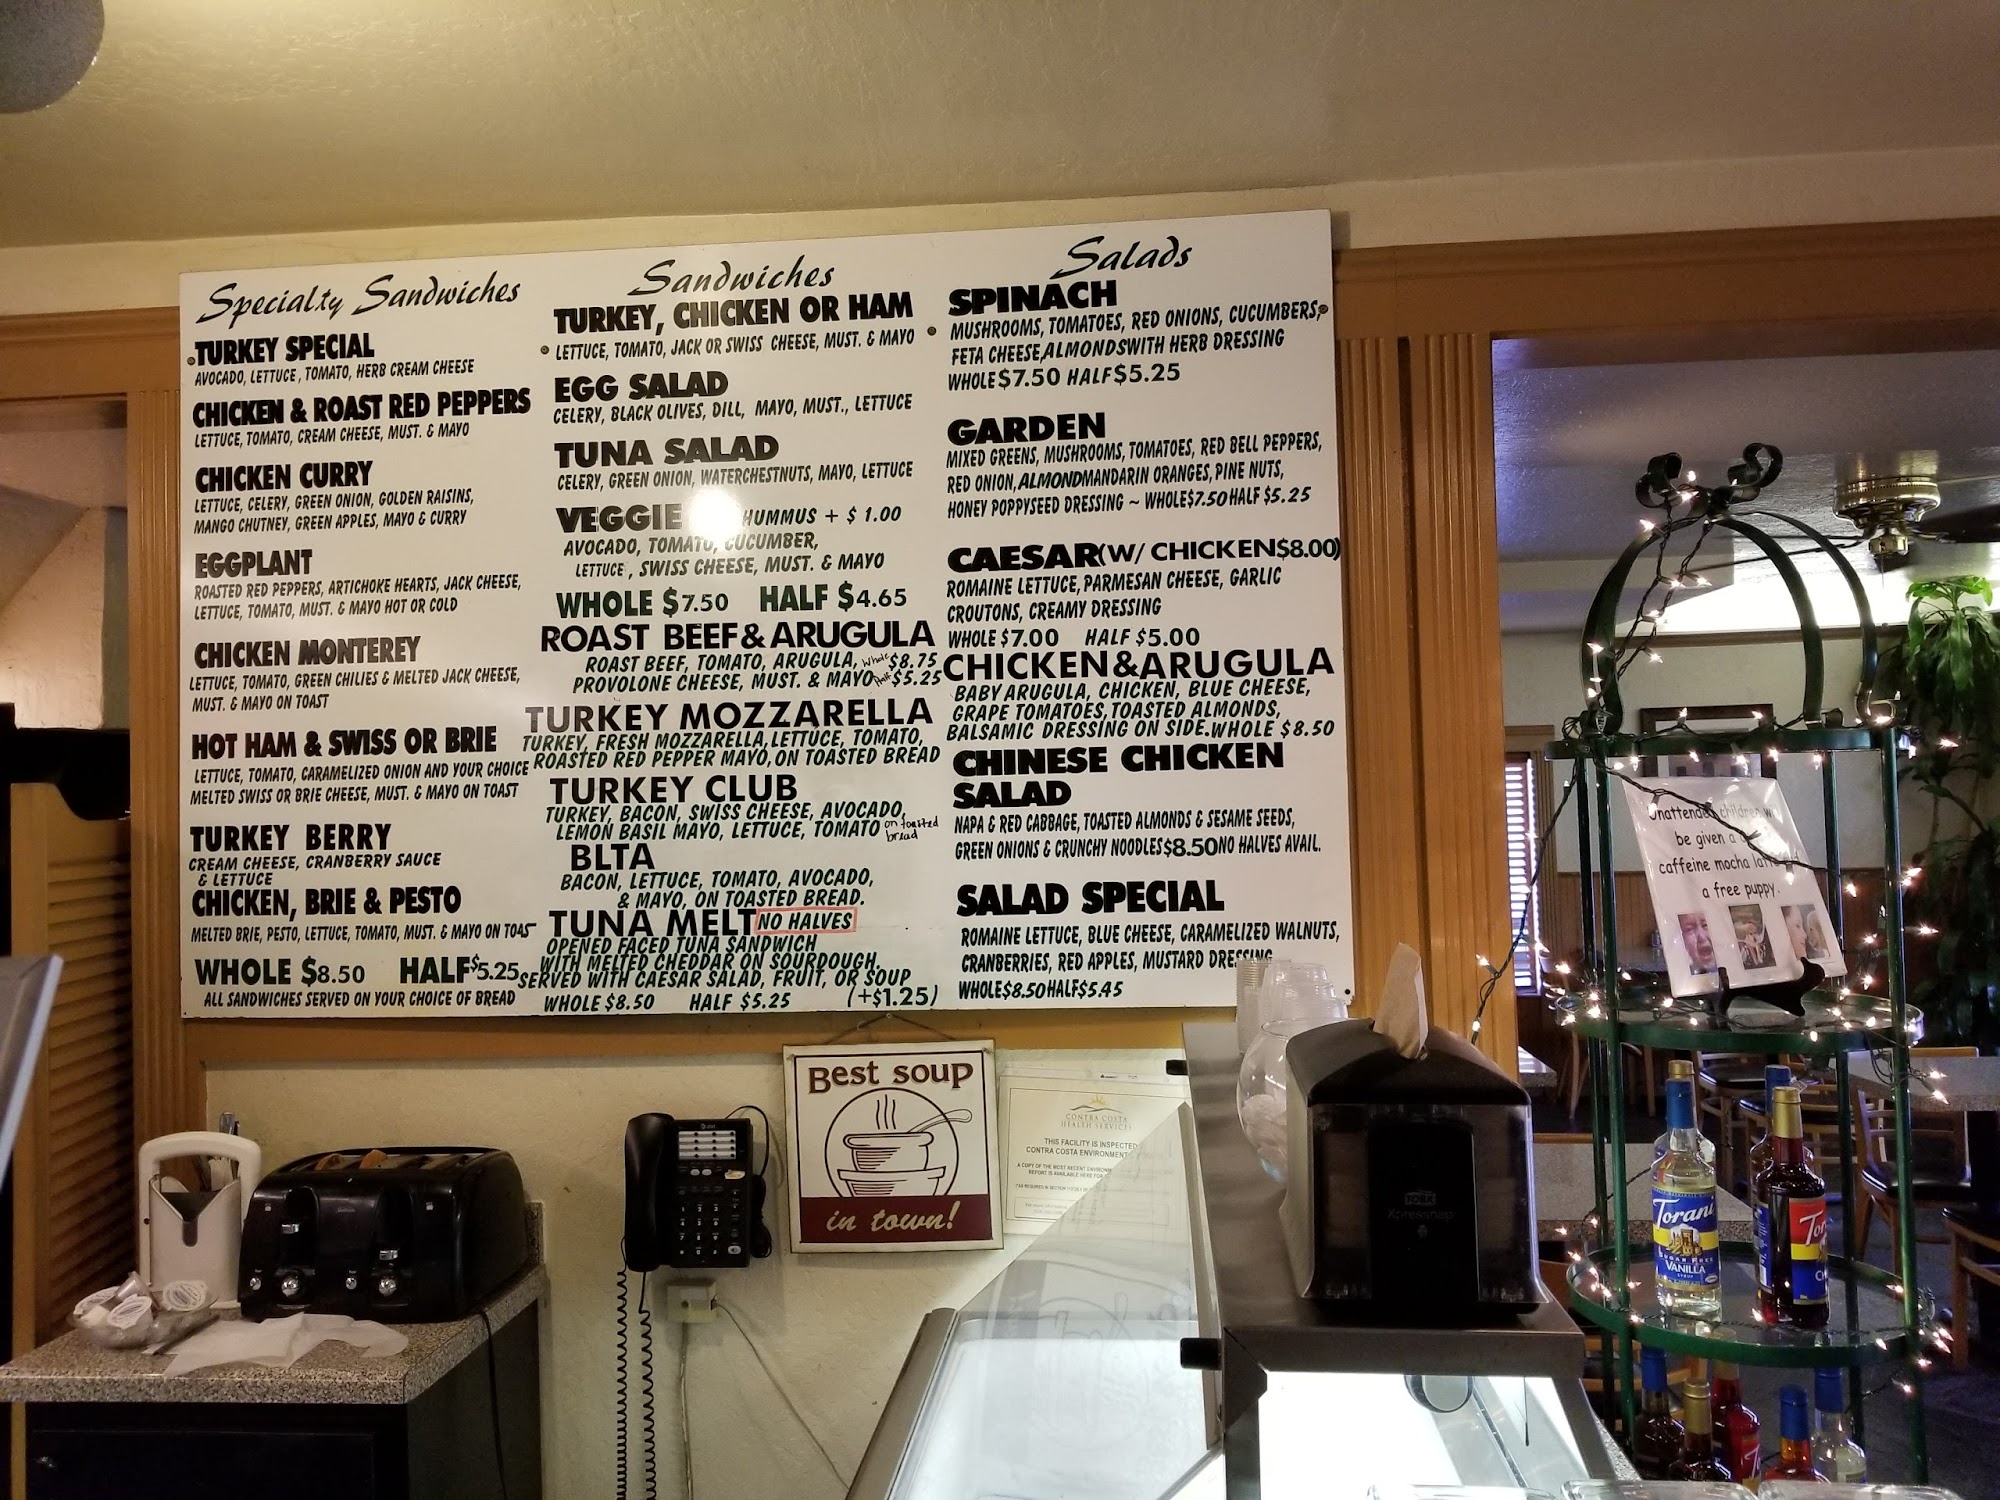 Specialty Sandwiches
TURKEY SPECIAL
AVOCADO, LETTUCE, TOMATO, HERB CREAM CHEESE
CHICKEN & ROAST RED PEPPERS
LETTUCE, TOMATO, CREAM CHEESE, MUST. & MAYO
CHICKEN CURRY
LETTUCE, CELERY, GREEN ONION, GOLDEN RAISINS,
MANGO CHUTNEY, GREEN APPLES, MAYO & CURRY
EGGPLANT
ROASTED RED PEPPERS, ARTICHOKE HEARTS, JACK CHEESE,
LETTUCE, TOMATO, MUST. & MAYO HOT OR COLD
CHICKEN MONTEREY
LETTUCE, TOMATO, GREEN CHILIES & MELTED JACK CHEESE,
MUST. & MAYO ON TOAST
HOT HAM & SWISS OR BRIE
LETTUCE, TOMATO, CARAMELIZED ONION AND YOUR CHOICE
MELTED SWISS OR BRIE CHEESE, MUST. & MAYO ON TOAST
TURKEY BERRY
CREAM CHEESE, CRANBERRY SAUCE
& LETTUCE
CHICKEN, BRIE & PESTO
MELTED BRIE, PESTO, LETTUCE, TOMATO, MUST. & MAYO ON TOAST
WHOLE $8.50 HALF $5.25
ALL SANDWICHES SERVED ON YOUR CHOICE OF BREAD
Sandwiches
TURKEY, CHICKEN OR HAM
LETTUCE, TOMATO, JACK OR SWISS CHEESE, MUST. & MAYO
EGG SALAD
CELERY, BLACK OLIVES, DILL, MAYO, MUST., LETTUCE
TUNA SALAD
CELERY, GREEN ONION, WATERCHESTNUTS, MAYO, LETTUCE
VEGGIE HUMMUS + $1.00
AVOCADO, TOMATO, CUCUMBER,
LETTUCE, SWISS CHEESE, MUST. & MAYO
WHOLE $7.50 HALF $4.65
ROAST BEEF & ARUGULA
ROAST BEEF, TOMATO, ARUGULA, Whole $8.75
PROVOLONE CHEESE, MUST. & MAYO Half $5.25
TURKEY MOZZARELLA
TURKEY, FRESH MOZZARELLA, LETTUCE, TOMATO,
ROASTED RED PEPPER MAYO, ON TOASTED BREAD
TURKEY CLUB
TURKEY, BACON, SWISS CHEESE, AVOCADO,
LEMON BASIL MAYO, LETTUCE, TOMATO on toasted
bread
BLTA
BACON, LETTUCE, TOMATO, AVOCADO,
& MAYO, ON TOASTED BREAD.
TUNA MELT NO HALVES
OPENED FACED TUNA SANDWICH
WITH MELTED CHEDDAR ON SOURDOUGH,
SERVED WITH CAESAR SALAD, FRUIT, OR SOUP
WHOLE $8.50 HALF $5.25 (+$1.25)
Salads
SPINACH
MUSHROOMS, TOMATOES, RED ONIONS, CUCUMBERS,
FETA CHEESE, ALMONDS WITH HERB DRESSING
WHOLE $7.50 HALF $5.25
GARDEN
MIXED GREENS, MUSHROOMS, TOMATOES, RED BELL PEPPERS,
RED ONION, ALMOND MANDARIN ORANGES, PINE NUTS,
HONEY POPPYSEED DRESSING ~ WHOLE $7.50 HALF $5.25
CAESAR (W/ CHICKEN $8.00)
ROMAINE LETTUCE, PARMESAN CHEESE, GARLIC
CROUTONS, CREAMY DRESSING
WHOLE $7.00 HALF $5.00
CHICKEN & ARUGULA
BABY ARUGULA, CHICKEN, BLUE CHEESE,
GRAPE TOMATOES, TOASTED ALMONDS,
BALSAMIC DRESSING ON SIDE. WHOLE $8.50
CHINESE CHICKEN
SALAD
NAPA & RED CABBAGE, TOASTED ALMONDS & SESAME SEEDS,
GREEN ONIONS & CRUNCHY NOODLES $8.50 NO HALVES AVAIL.
SALAD SPECIAL
ROMAINE LETTUCE, BLUE CHEESE, CARAMELIZED WALNUTS,
CRANBERRIES, RED APPLES, MUSTARD DRESSING
WHOLE $8.50 HALF $5.45
Best soup
in town!
CONTRA COSTA
HEALTH SERVICES
THIS FACILITY IS INSPECTED
CONTRA COSTA ENVIRONMENT
TORK
Xpressnap
Unattended children
be given a
caffeine mocha
a free puppy.
Torani
VANILLA